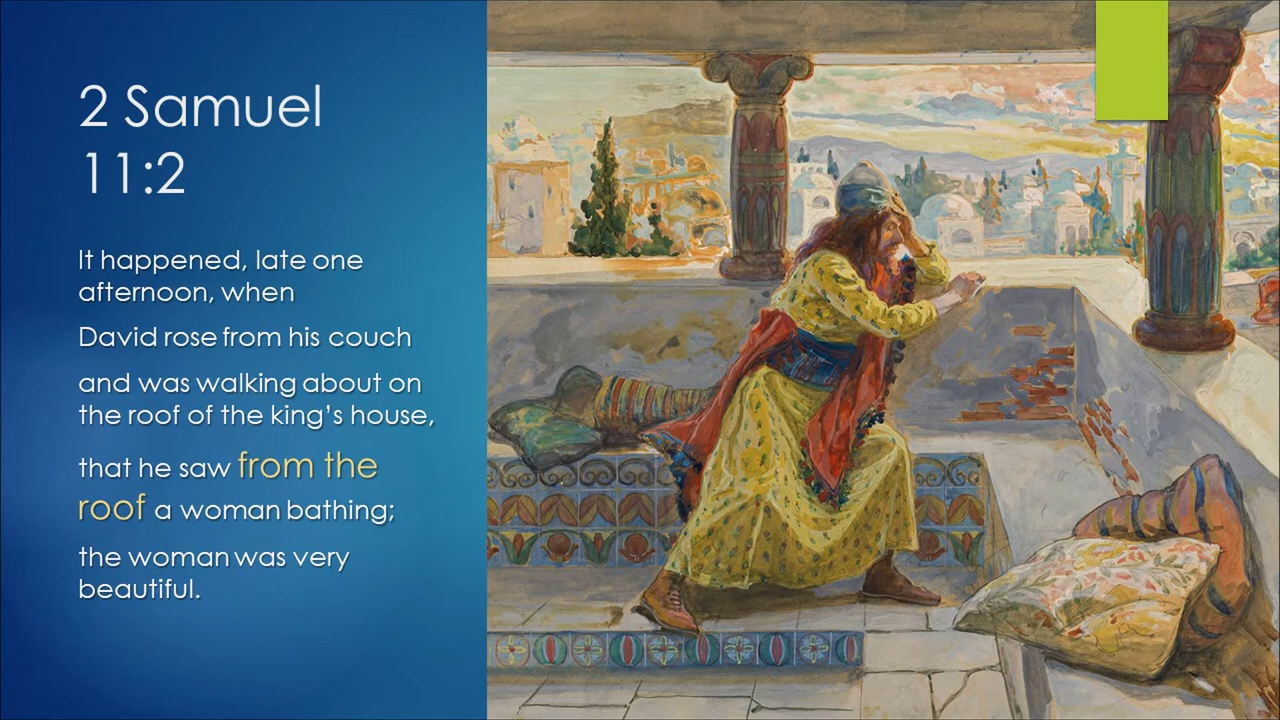 2 Samuel
11:2
It happened, late one
afternoon, when
David rose from his couch
and was walking about on
the roof of the king’s house,
that he saw from the
roof a woman bathing;
the woman was very
beautiful.